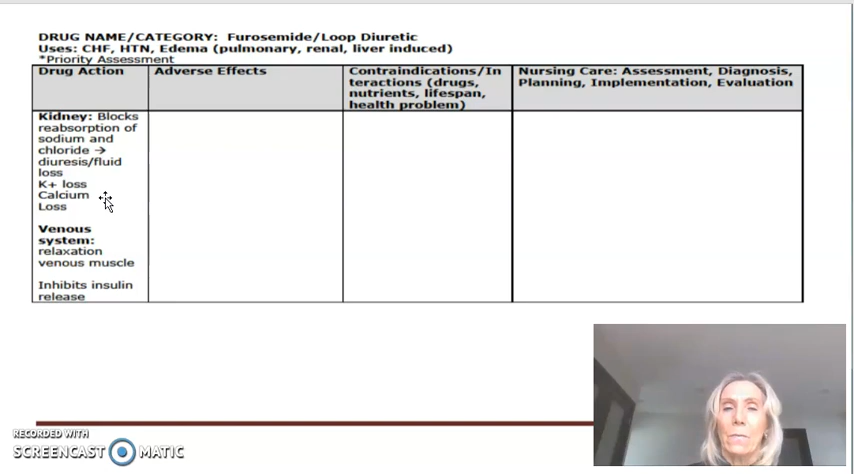 DRUG NAME/CATEGORY: Furosemide/Loop Diuretic
Uses: CHF, HTN, Edema (pulmonary, renal, liver induced)
*Priority Assessment
Drug Action
Adverse Effects
Contraindications/In
teractions (drugs,
nutrients, lifespan,
health problem)
Nursing Care: Assessment, Diagnosis,
Planning, Implementation, Evaluation
Kidney: Blocks
reabsorption of
sodium and
chloride →
diuresis/fluid
loss
K+ loss
Calcium
Loss
Venous
system:
relaxation
venous muscle
Inhibits insulin
release
RECORDED WITH
SCREENCAST MATIC